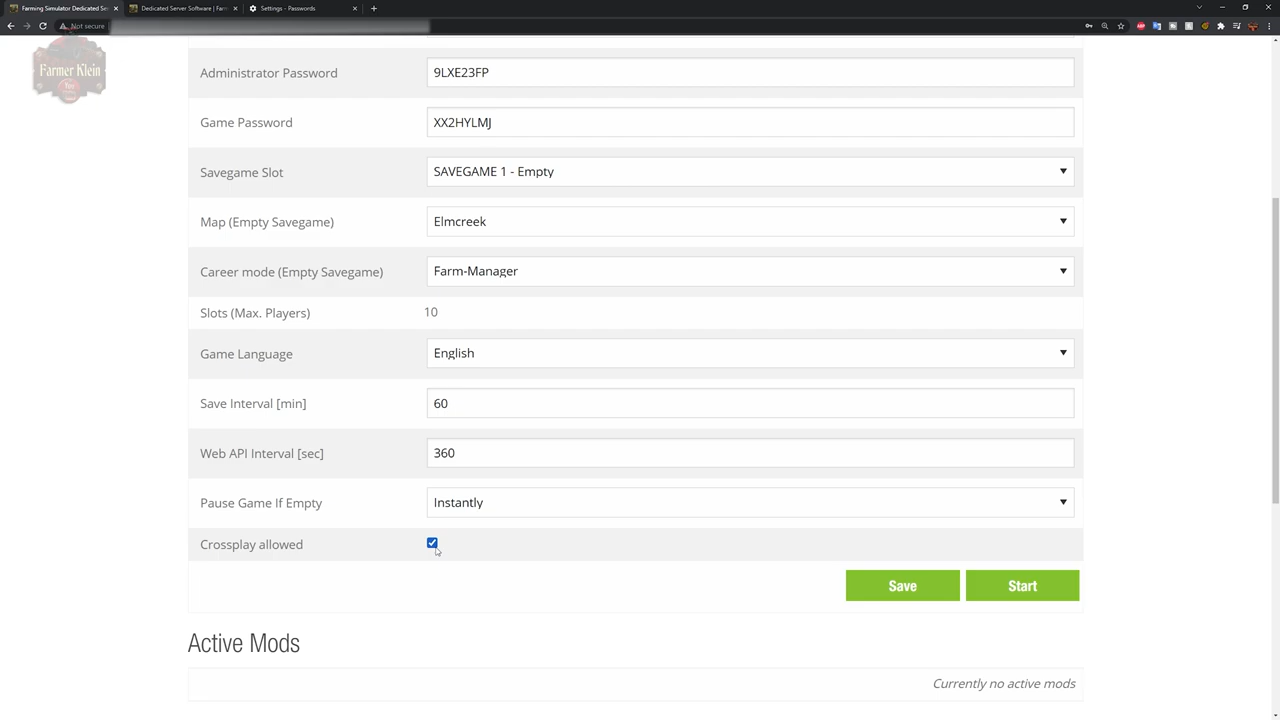 Farming Simulator Dedicated Ser
Dedicated Server Software | Farm
Settings - Passwords
Not secure
Farmer Klein
Administrator Password
9LXE23FP
Game Password
XX2HYLMJ
Savegame Slot
SAVEGAME 1 - Empty
Map (Empty Savegame)
Elmcreek
Career mode (Empty Savegame)
Farm-Manager
Slots (Max. Players)
10
Game Language
English
Save Interval [min]
60
Web API Interval [sec]
360
Pause Game If Empty
Instantly
Crossplay allowed
Save
Start
Active Mods
Currently no active mods